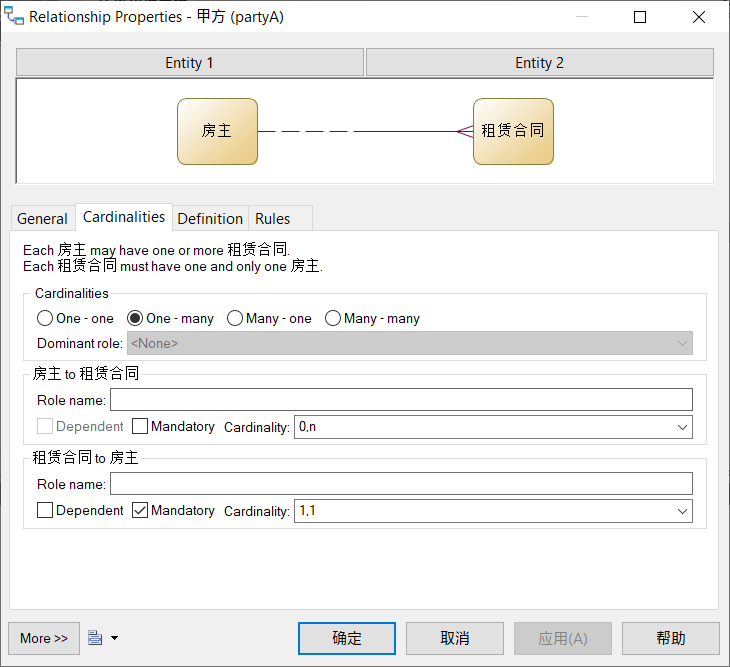 Relationship Properties - 甲方 (partyA)
Entity 1
Entity 2
房主
租赁合同
General
Cardinalities
Definition
Rules
Each 房主 may have one or more 租赁合同.
Each 租赁合同 must have one and only one 房主.
Cardinalities
One - one
One - many
Many - one
Many - many
Dominant role:
<None>
房主 to 租赁合同
Role name:
Dependent
Mandatory
Cardinality:
0,n
租赁合同 to 房主
Role name:
Dependent
Mandatory
Cardinality:
1,1
More >>
确定
取消
应用(A)
帮助